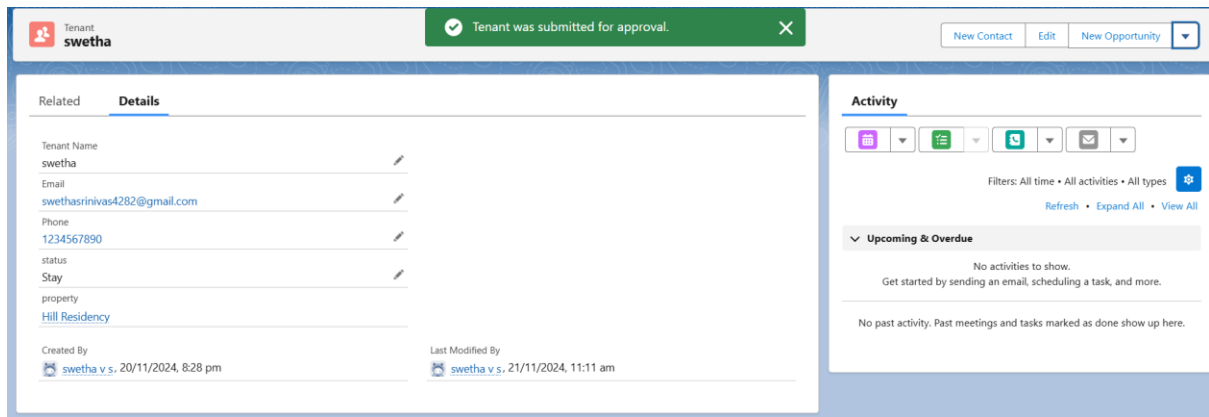 Tenant
swetha
Tenant was submitted for approval.
New Contact
Edit
New Opportunity
Related
Details
Tenant Name
swetha
Email
swethasrinivas4282@gmail.com
Phone
1234567890
status
Stay
property
Hill Residency
Created By
swetha v s, 20/11/2024, 8:28 pm
Last Modified By
swetha v s, 21/11/2024, 11:11 am
Activity
Filters: All time • All activities • All types
Refresh • Expand All • View All
Upcoming & Overdue
No activities to show.
Get started by sending an email, scheduling a task, and more.
No past activity. Past meetings and tasks marked as done show up here.